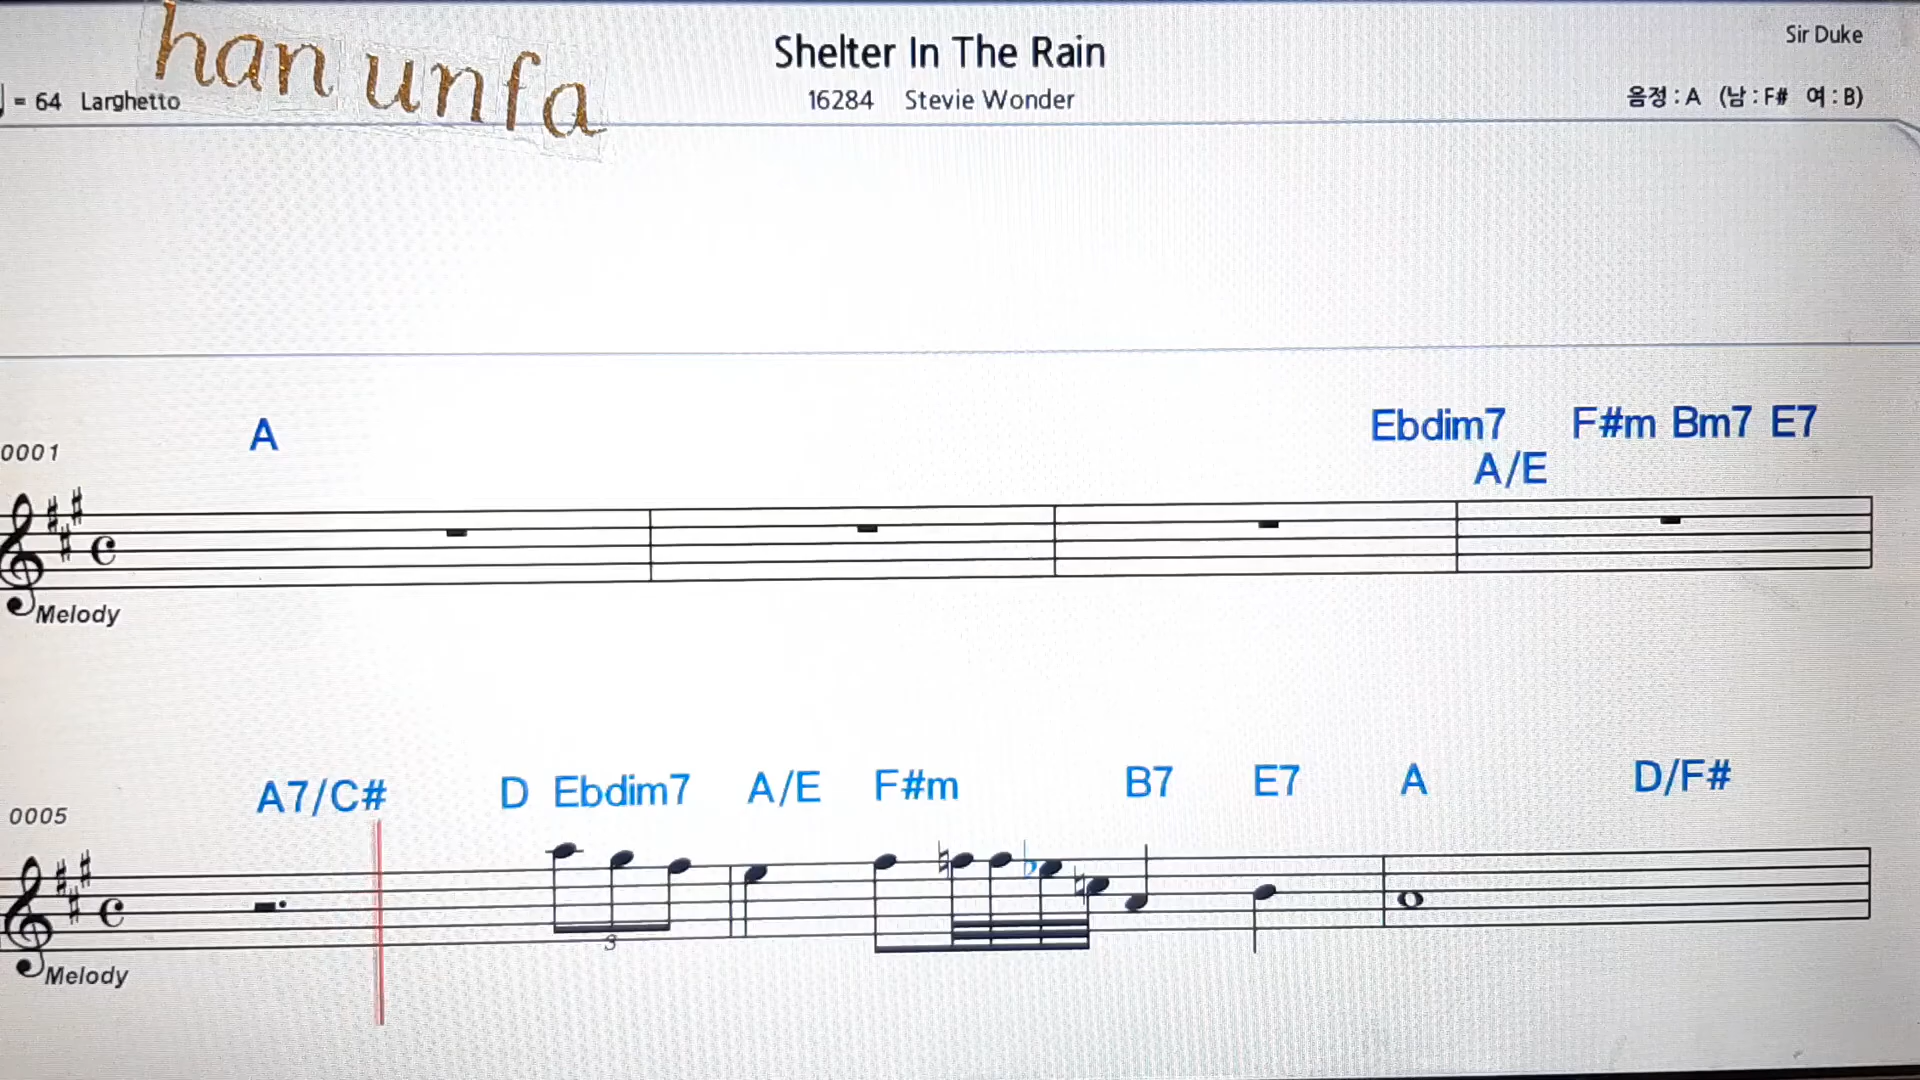 han unfa
Shelter In The Rain
Sir Duke
= 64 Larghetto
16284 Stevie Wonder
음정 : A (남 : F# 여 : B)
0001
A
Ebdim7 F#m Bm7 E7
A/E
Melody
0005
A7/C# D Ebdim7 A/E F#m B7 E7 A D/F#
3
Melody